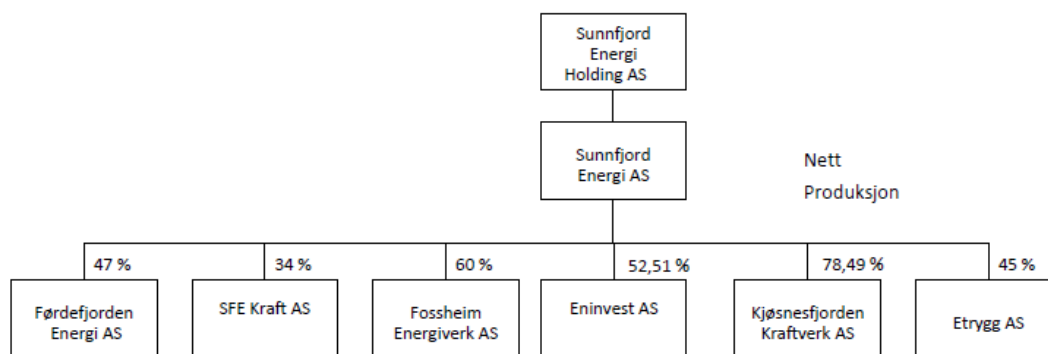 Sunnfjord
Energi
Holding AS
Sunnfjord
Energi AS
Nett
Produksjon
47 %
34 %
60 %
52,51 %
78,49 %
45 %
Førdefjorden
Energi AS
SFE Kraft AS
Fossheim
Energiverk AS
Eninvest AS
Kjøsnesfjorden
Kraftverk AS
Etrygg AS